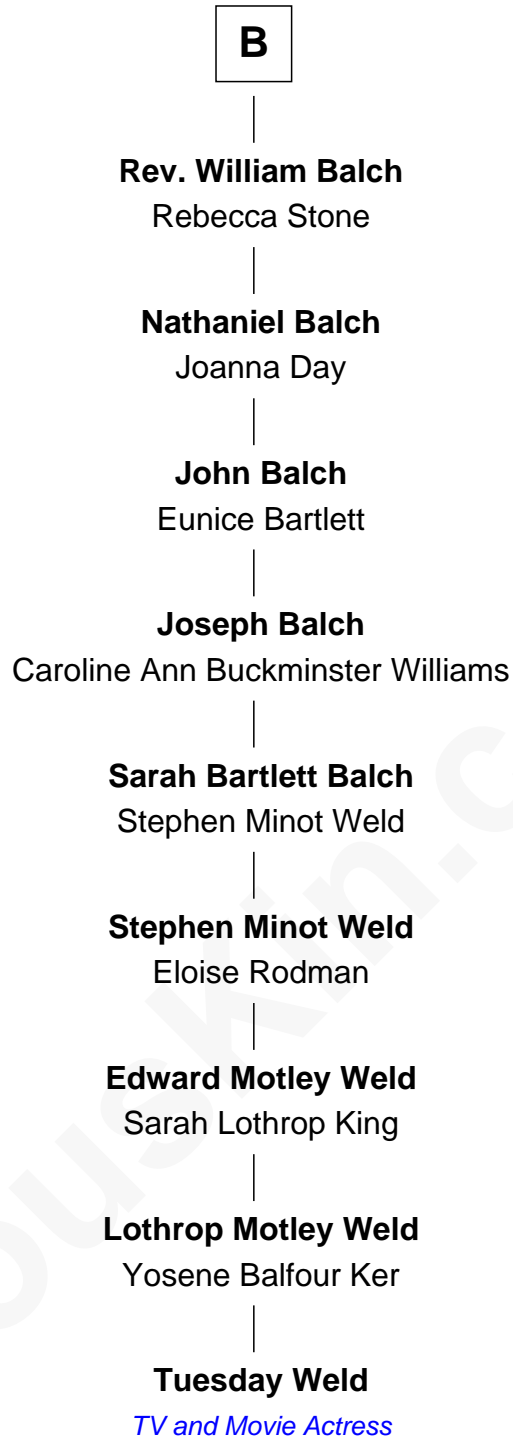 B
Rev. William Balch
Rebecca Stone
Nathaniel Balch
Joanna Day
John Balch
Eunice Bartlett
Joseph Balch
Caroline Ann Buckminster Williams
Sarah Bartlett Balch
Stephen Minot Weld
Stephen Minot Weld
Eloise Rodman
Edward Motley Weld
Sarah Lothrop King
Lothrop Motley Weld
Yosene Balfour Ker
Tuesday Weld
TV and Movie Actress